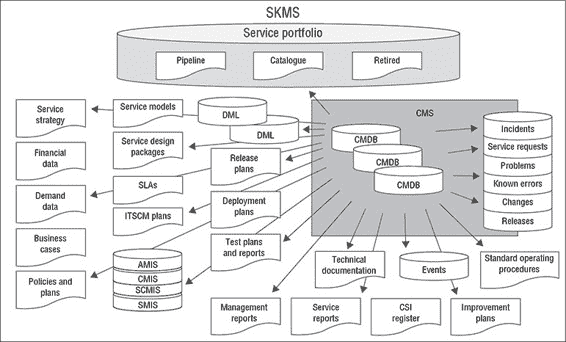 SKMS
Service portfolio
Pipeline
Catalogue
Retired
Service
strategy
Financial
data
Demand
data
Business
cases
Policies and
plans
Service models
Service design
packages
SLAs
ITSCM plans
AMIS
CMIS
SCMIS
SMIS
DML
DML
Release
plans
Deployment
plans
Test plans
and reports
CMS
CMDB
CMDB
CMDB
Incidents
Service requests
Problems
Known errors
Changes
Releases
Technical
documentation
Events
Standard operating
procedures
Management
reports
Service
reports
CSI
register
Improvement
plans